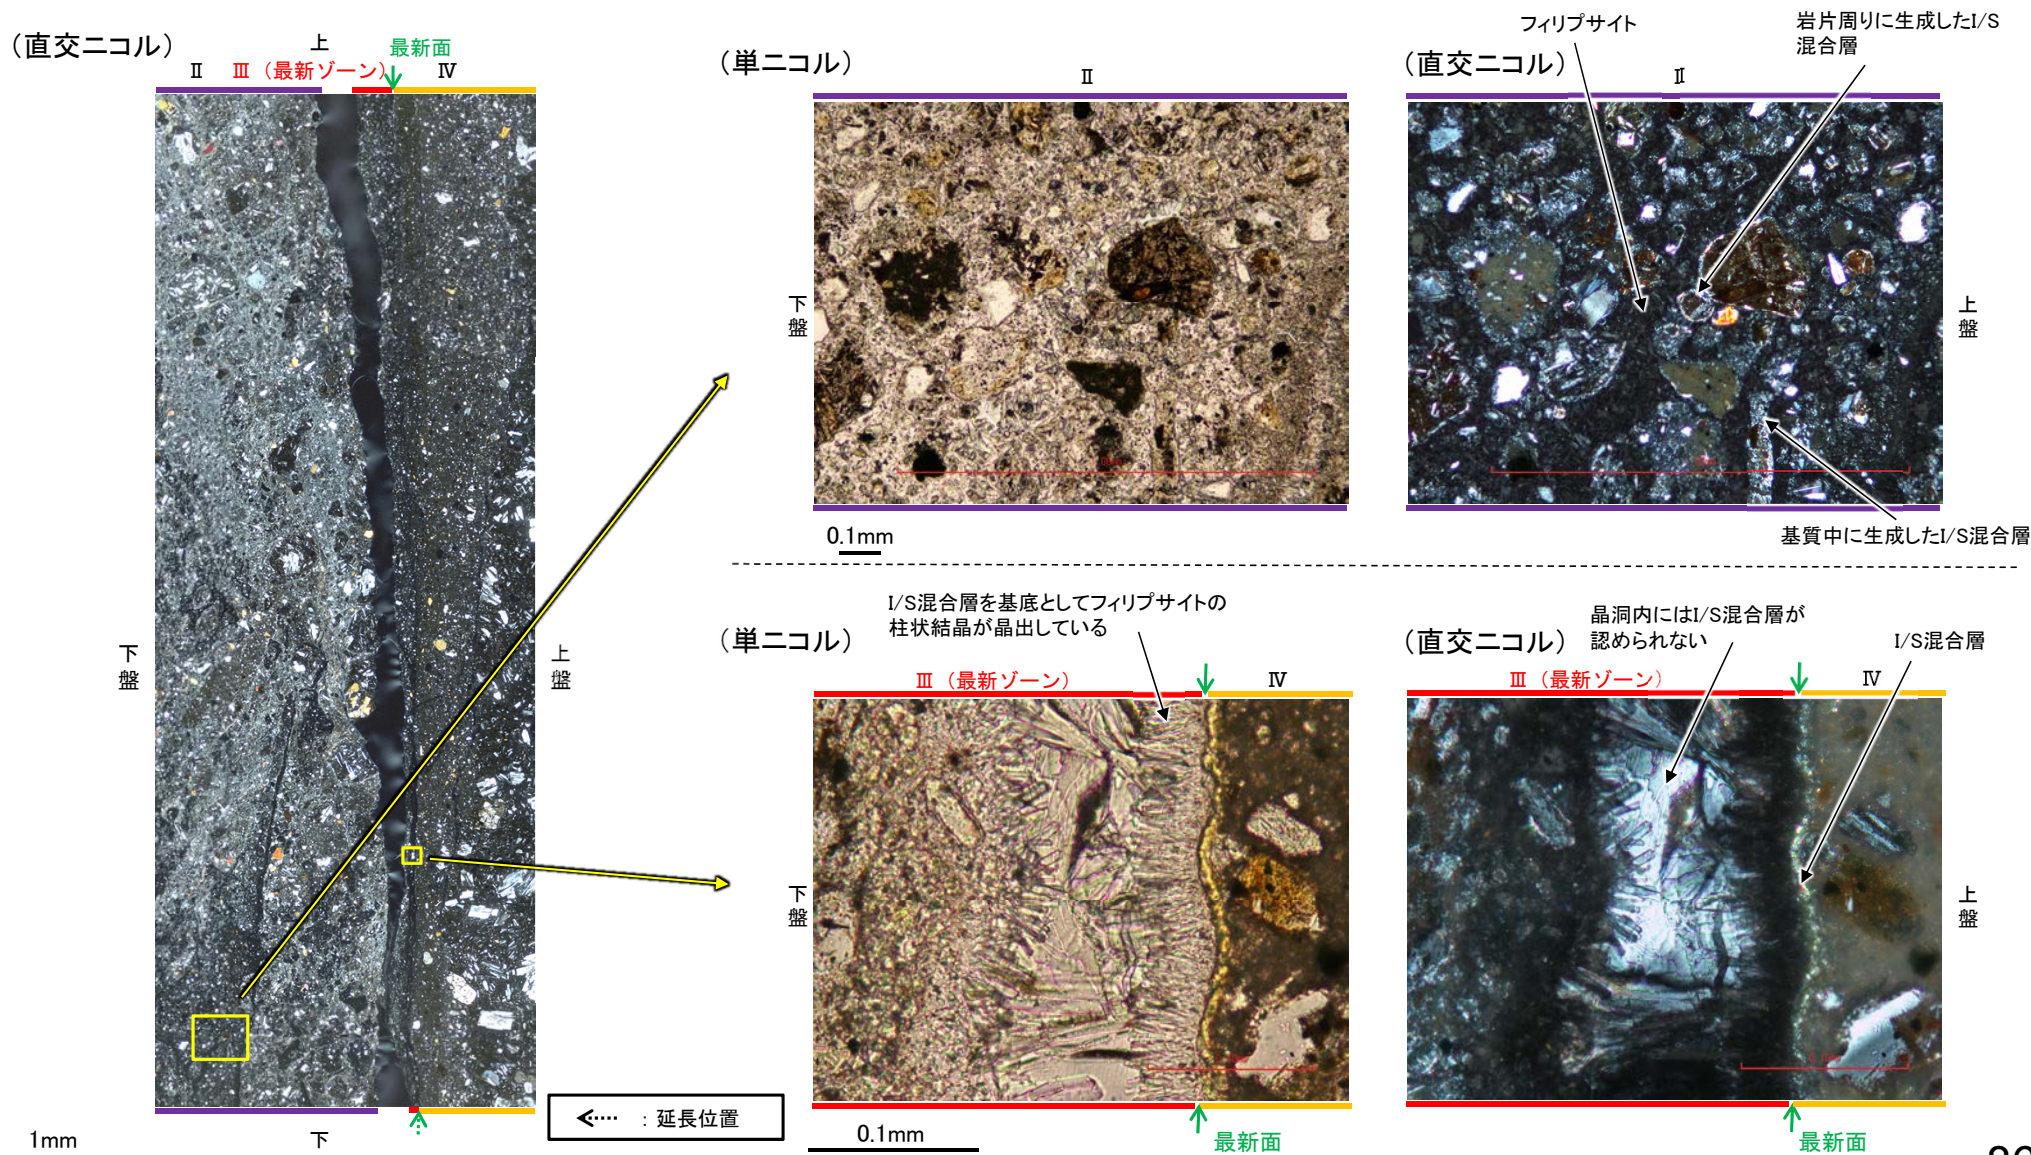 (直交ニコル)
上
最新面
Ⅱ
Ⅲ (最新ゾーン)
Ⅳ
下盤
上盤
1mm
下
: 延長位置
(単ニコル)
Ⅱ
下盤
0.1mm
(直交ニコル)
フィリプサイト
岩片周りに生成したI/S
混合層
Ⅱ
上盤
基質中に生成したI/S混合層
I/S混合層を基底としてフィリプサイトの
柱状結晶が晶出している
(単ニコル)
Ⅲ (最新ゾーン)
Ⅳ
下盤
0.1mm
最新面
晶洞内にはI/S混合層が
認められない
(直交ニコル)
I/S混合層
Ⅲ (最新ゾーン)
Ⅳ
上盤
最新面